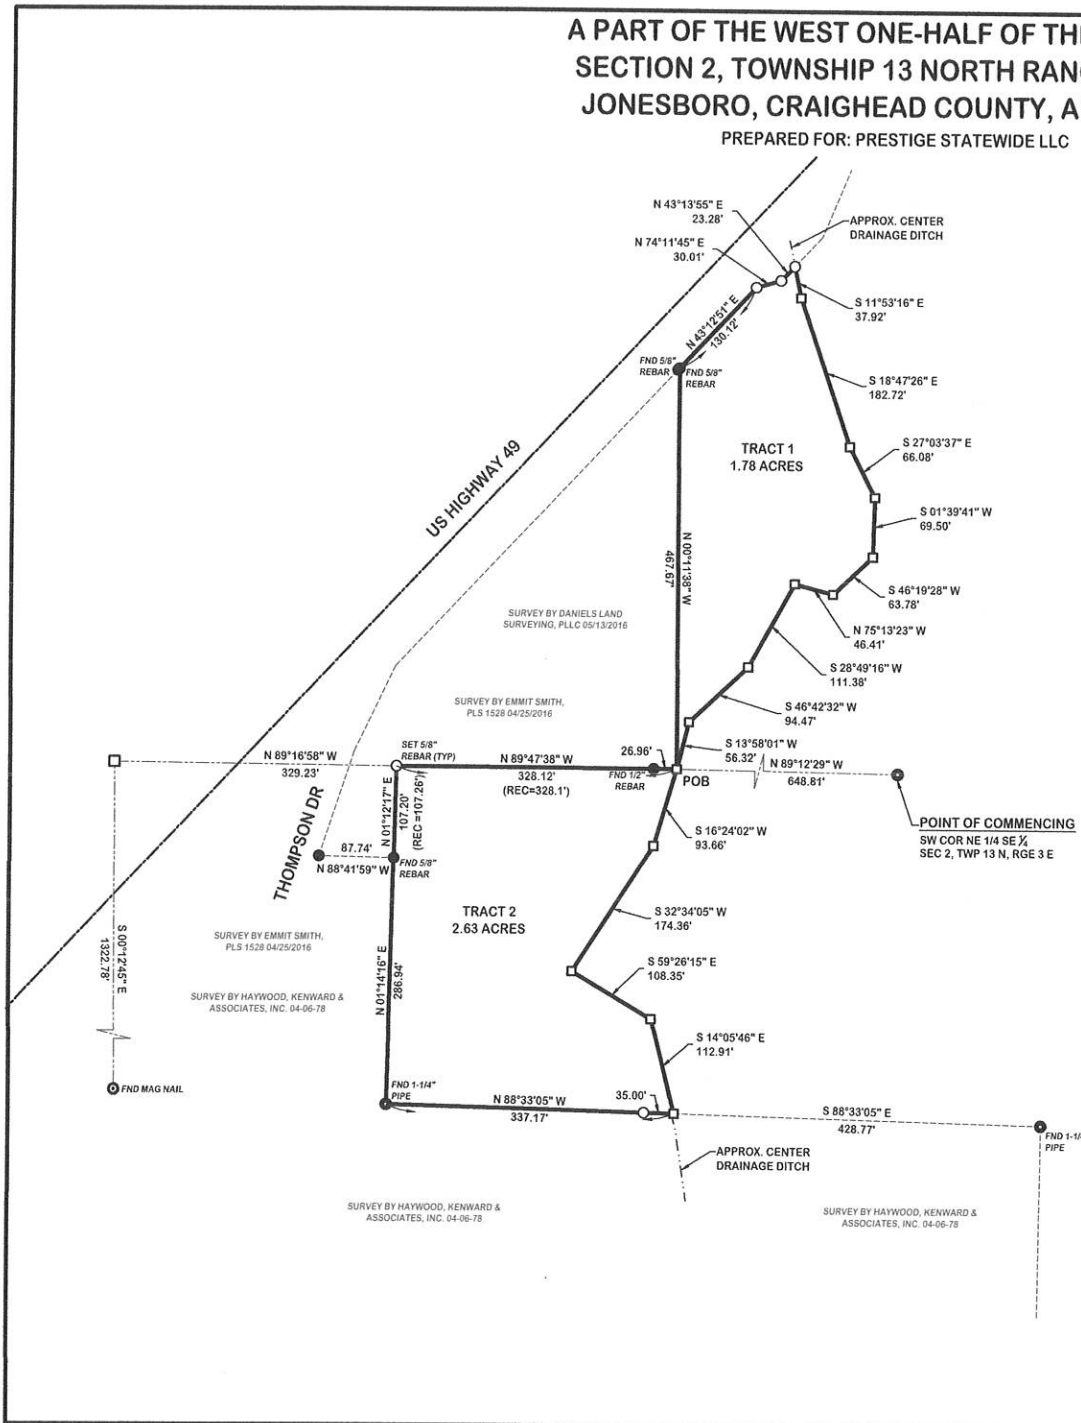 A PART OF THE WEST ONE-HALF OF TH
SECTION 2, TOWNSHIP 13 NORTH RAN
JONESBORO, CRAIGHEAD COUNTY, A
PREPARED FOR: PRESTIGE STATEWIDE LLC
N 43°13'55" E
23.28'
N 74°11'45" E
30.01'
APPROX. CENTER
DRAINAGE DITCH
N 43°12'51" E
130.12'
S 11°53'16" E
37.92'
FND 5/8"
REBAR
FND 5/8"
REBAR
S 18°47'26" E
182.72'
US HIGHWAY 49
TRACT 1
1.78 ACRES
S 27°03'37" E
66.08'
S 01°39'41" W
69.50'
N 00°11'38" W
467.67'
S 46°19'28" W
63.78'
SURVEY BY DANIELS LAND
SURVEYING, PLLC 05/13/2016
N 75°13'23" W
46.41'
S 28°49'16" W
111.38'
SURVEY BY EMMIT SMITH,
PLS 1528 04/25/2016
S 46°42'32" W
94.47'
S 13°58'01" W
56.32'
N 89°16'58" W
329.23'
SET 5/8"
REBAR (TYP)
N 89°47'38" W
328.12'
(REC=328.1')
26.96'
FND 1/2"
REBAR
POB
N 89°12'29" W
648.81'
N 01°12'17" E
107.20'
(REC =107.26')
THOMPSON DR
87.74'
N 88°41'59" W
FND 5/8"
REBAR
POINT OF COMMENCING
SW COR NE 1/4 SE ¼
SEC 2, TWP 13 N, RGE 3 E
S 16°24'02" W
93.66'
TRACT 2
2.63 ACRES
S 32°34'05" W
174.36'
SURVEY BY EMMIT SMITH,
PLS 1528 04/25/2016
S 00°12'45" E
1322.78'
N 01°14'16" E
286.94'
S 59°26'15" E
108.35'
SURVEY BY HAYWOOD, KENWARD &
ASSOCIATES, INC. 04-06-78
S 14°05'46" E
112.91'
FND MAG NAIL
FND 1-1/4"
PIPE
N 88°33'05" W
337.17'
35.00'
S 88°33'05" E
428.77'
FND 1-1/
PIPE
APPROX. CENTER
DRAINAGE DITCH
SURVEY BY HAYWOOD, KENWARD &
ASSOCIATES, INC. 04-06-78
SURVEY BY HAYWOOD, KENWARD &
ASSOCIATES, INC. 04-06-78